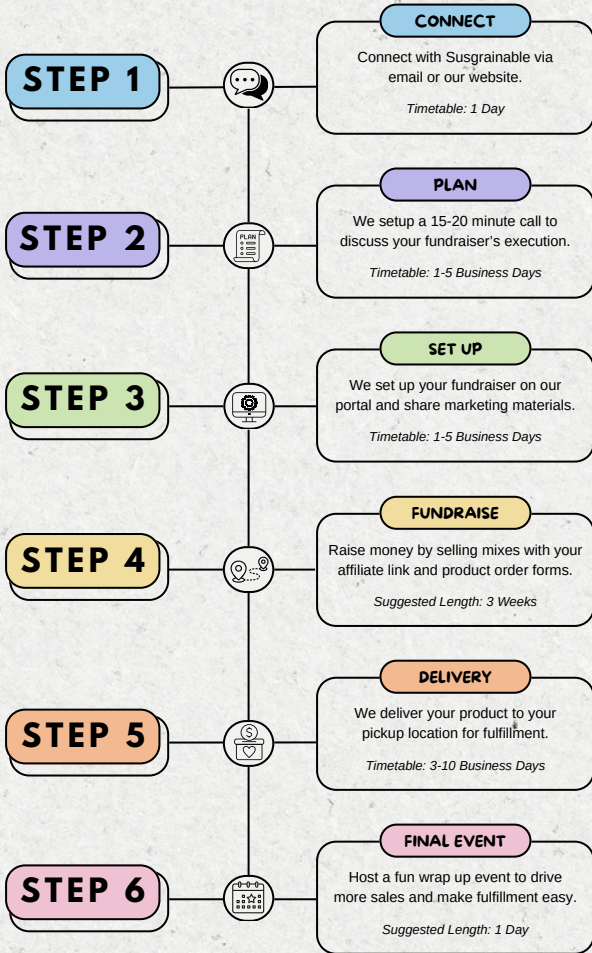 STEP 1
CONNECT
Connect with Susgrainable via
email or our website.
Timetable: 1 Day
STEP 2
PLAN
PLAN
We setup a 15-20 minute call to
discuss your fundraiser's execution.
Timetable: 1-5 Business Days
STEP 3
SET UP
We set up your fundraiser on our
portal and share marketing materials.
Timetable: 1-5 Business Days
STEP 4
FUNDRAISE
Raise money by selling mixes with your
affiliate link and product order forms.
Suggested Length: 3 Weeks
STEP 5
$
DELIVERY
We deliver your product to your
pickup location for fulfillment.
Timetable: 3-10 Business Days
STEP 6
FINAL EVENT
Host a fun wrap up event to drive
more sales and make fulfillment easy.
Suggested Length: 1 Day